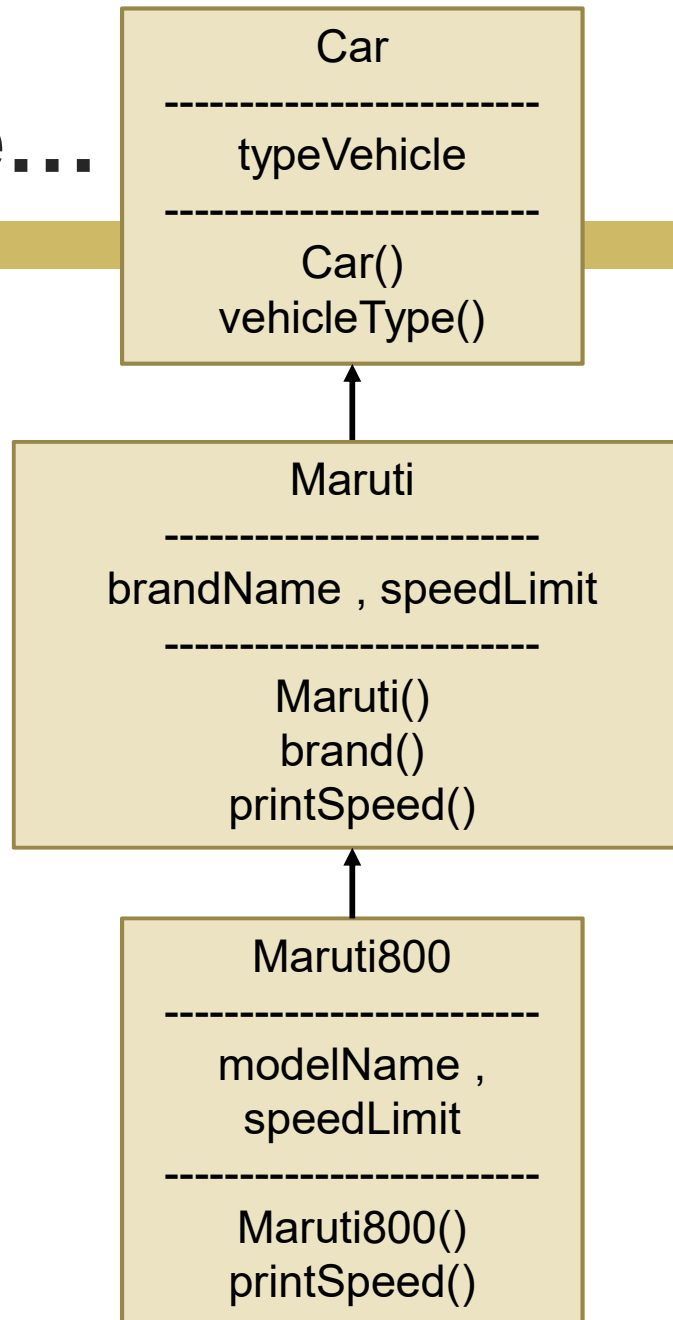 e...
Car
------------------------
typeVehicle
------------------------
Car()
vehicleType()
Maruti
------------------------
brandName , speedLimit
------------------------
Maruti()
brand()
printSpeed()
Maruti800
------------------------
modelName ,
speedLimit
------------------------
Maruti800()
printSpeed()